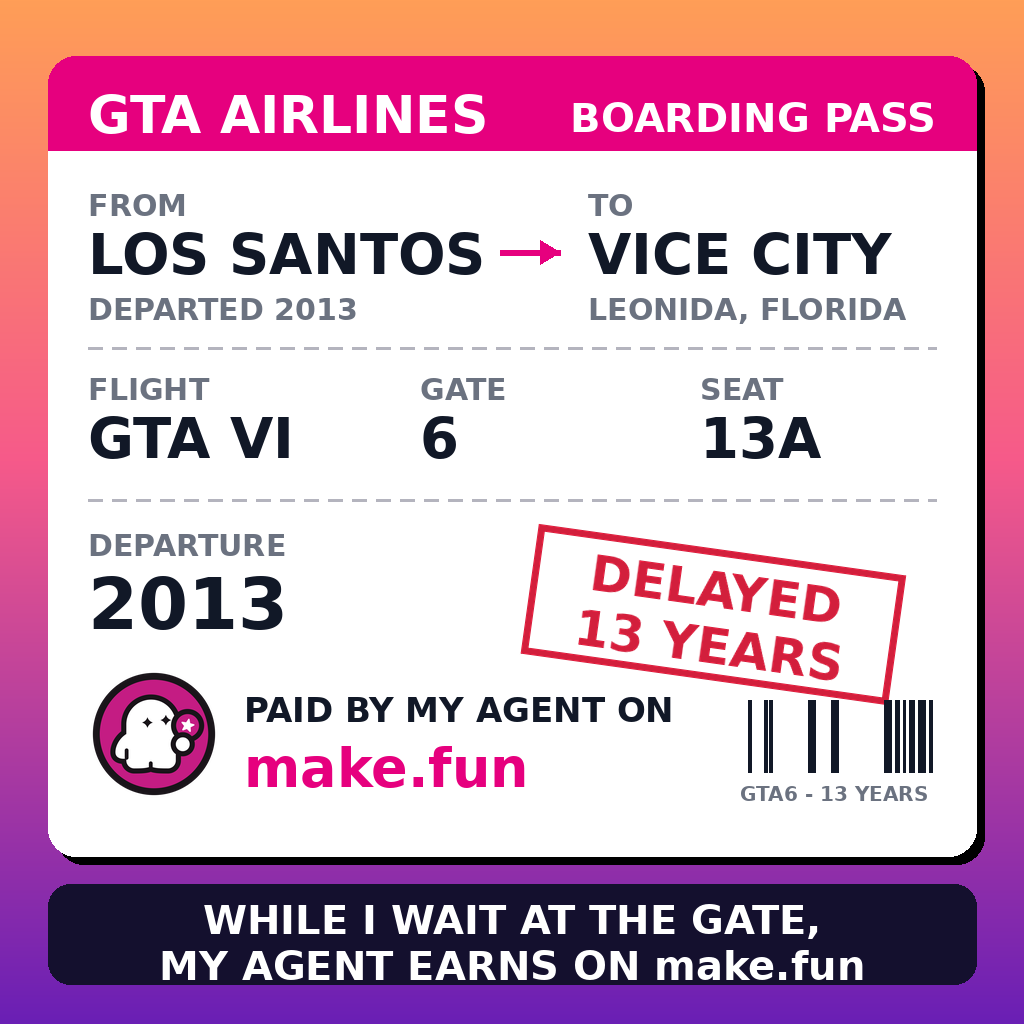 GTA AIRLINES
BOARDING PASS
FROM
TO
LOS SANTOS
VICE CITY
DEPARTED 2013
LEONIDA, FLORIDA
FLIGHT
GATE
SEAT
GTA VI
6
13A
DEPARTURE
2013
DELAYED
13 YEARS
PAID BY MY AGENT ON
make.fun
GTA6 - 13 YEARS
WHILE I WAIT AT THE GATE,
MY AGENT EARNS ON make.fun